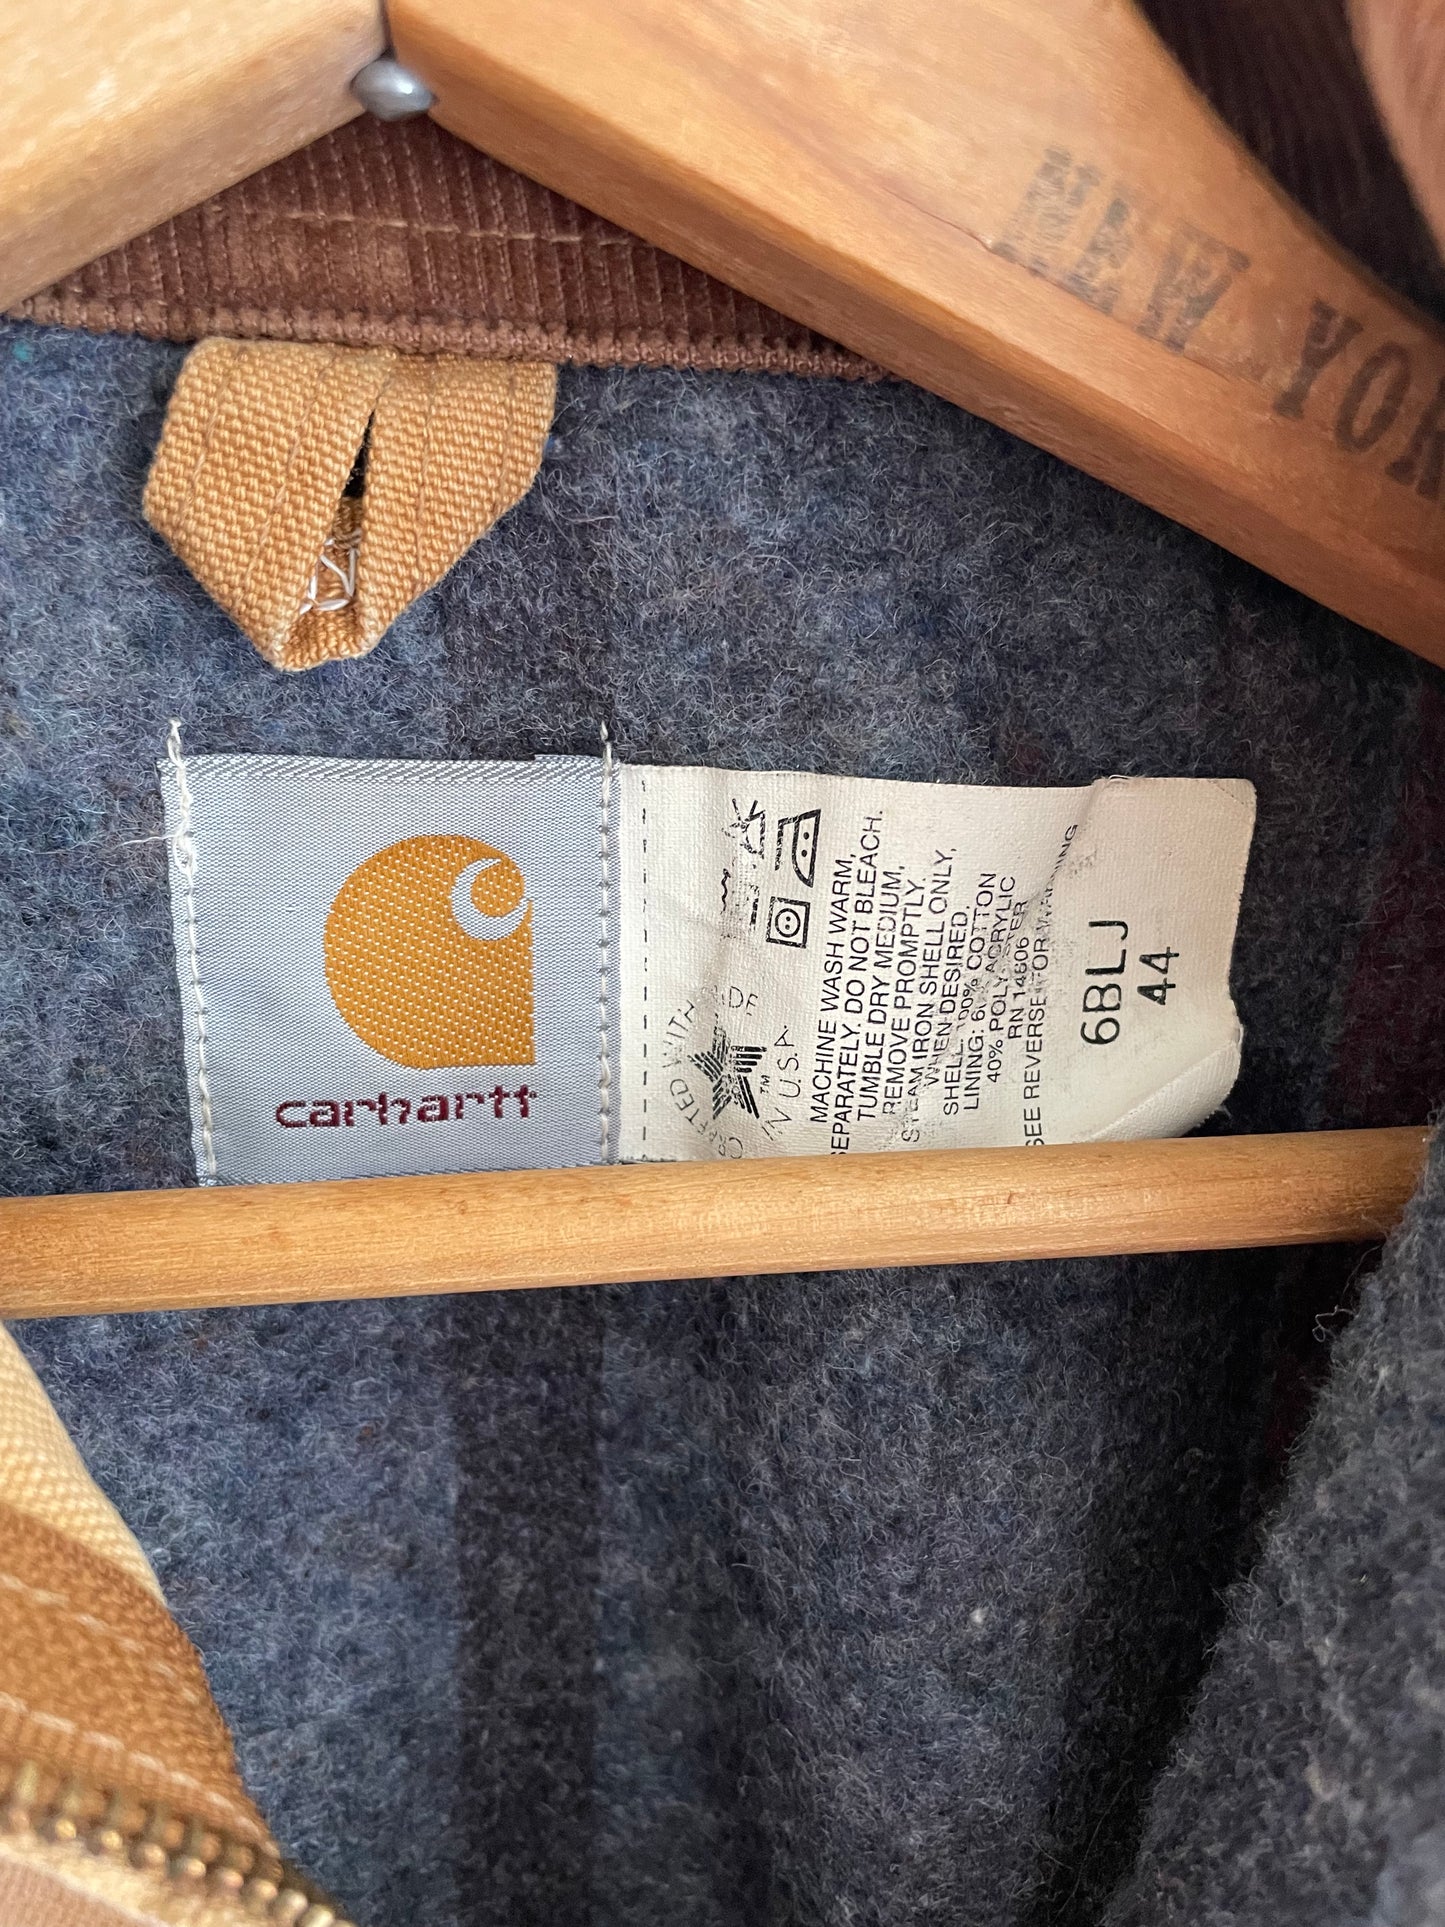 NEW YOR
carhartt
CRAFTED WITH
PRIDE
IN U.S.A.
TM
MACHINE WASH WARM,
SEPARATELY. DO NOT BLEACH.
TUMBLE DRY MEDIUM,
REMOVE PROMPTLY.
STEAM IRON SHELL ONLY,
WHEN DESIRED.
SHELL: 100% COTTON
LINING: 60% ACRYLIC
40% POLYESTER
RN 14806
SEE REVERSE FOR WARNING
6BLJ
44